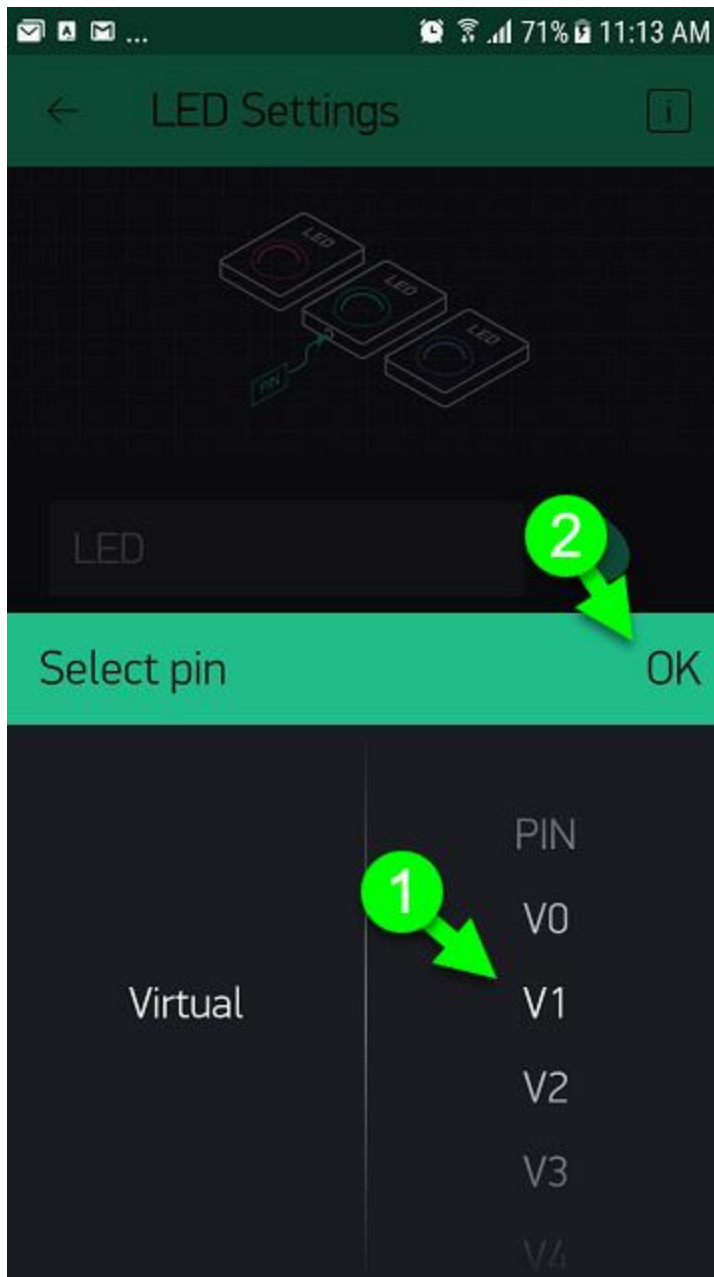 ... 71% 11:13 AM
← LED Settings i
LED
LED
LED
PIN
LED
2
Select pin OK
PIN
1
V0
Virtual V1
V2
V3
V4